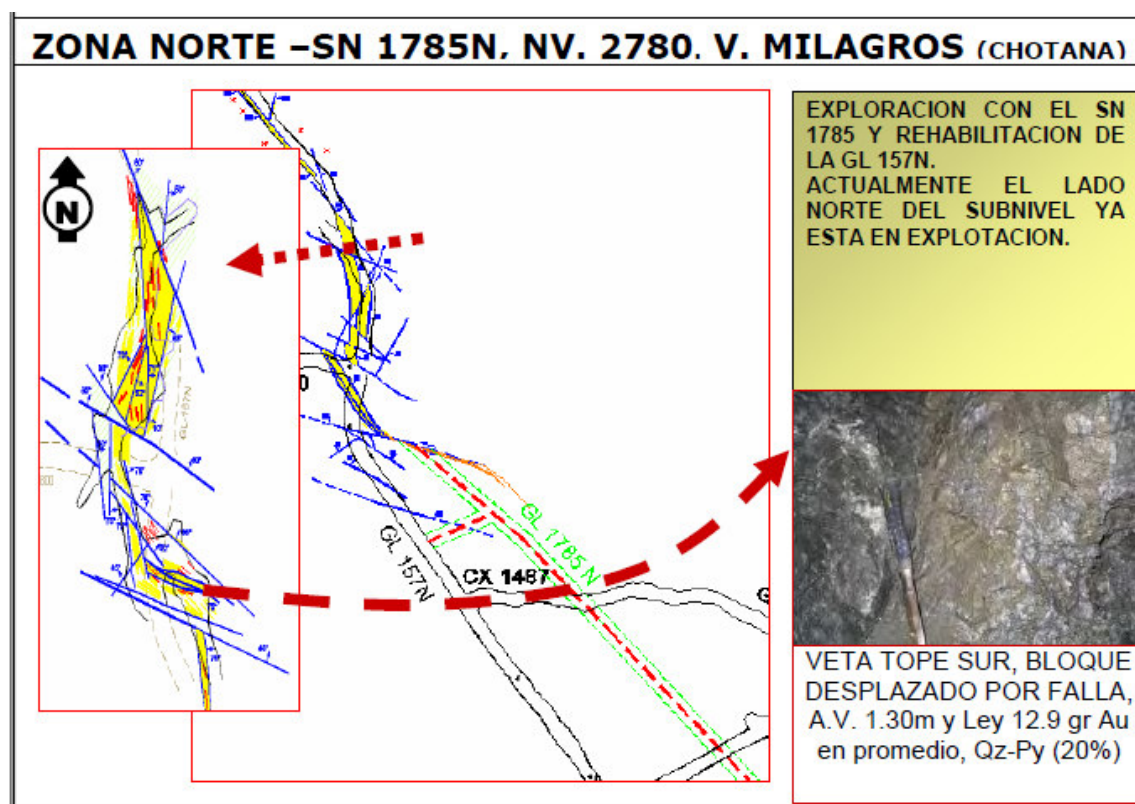 ZONA NORTE –SN 1785N, NV. 2780. V. MILAGROS (CHOTANA)
EXPLORACION CON EL SN
1785 Y REHABILITACION DE
LA GL 157N.
ACTUALMENTE EL LADO
NORTE DEL SUBNIVEL YA
ESTA EN EXPLOTACION.
N
GL-157N
GL 1785 N
GL 157N
CX 1487
VETA TOPE SUR, BLOQUE
DESPLAZADO POR FALLA,
A.V. 1.30m y Ley 12.9 gr Au
en promedio, Qz-Py (20%)